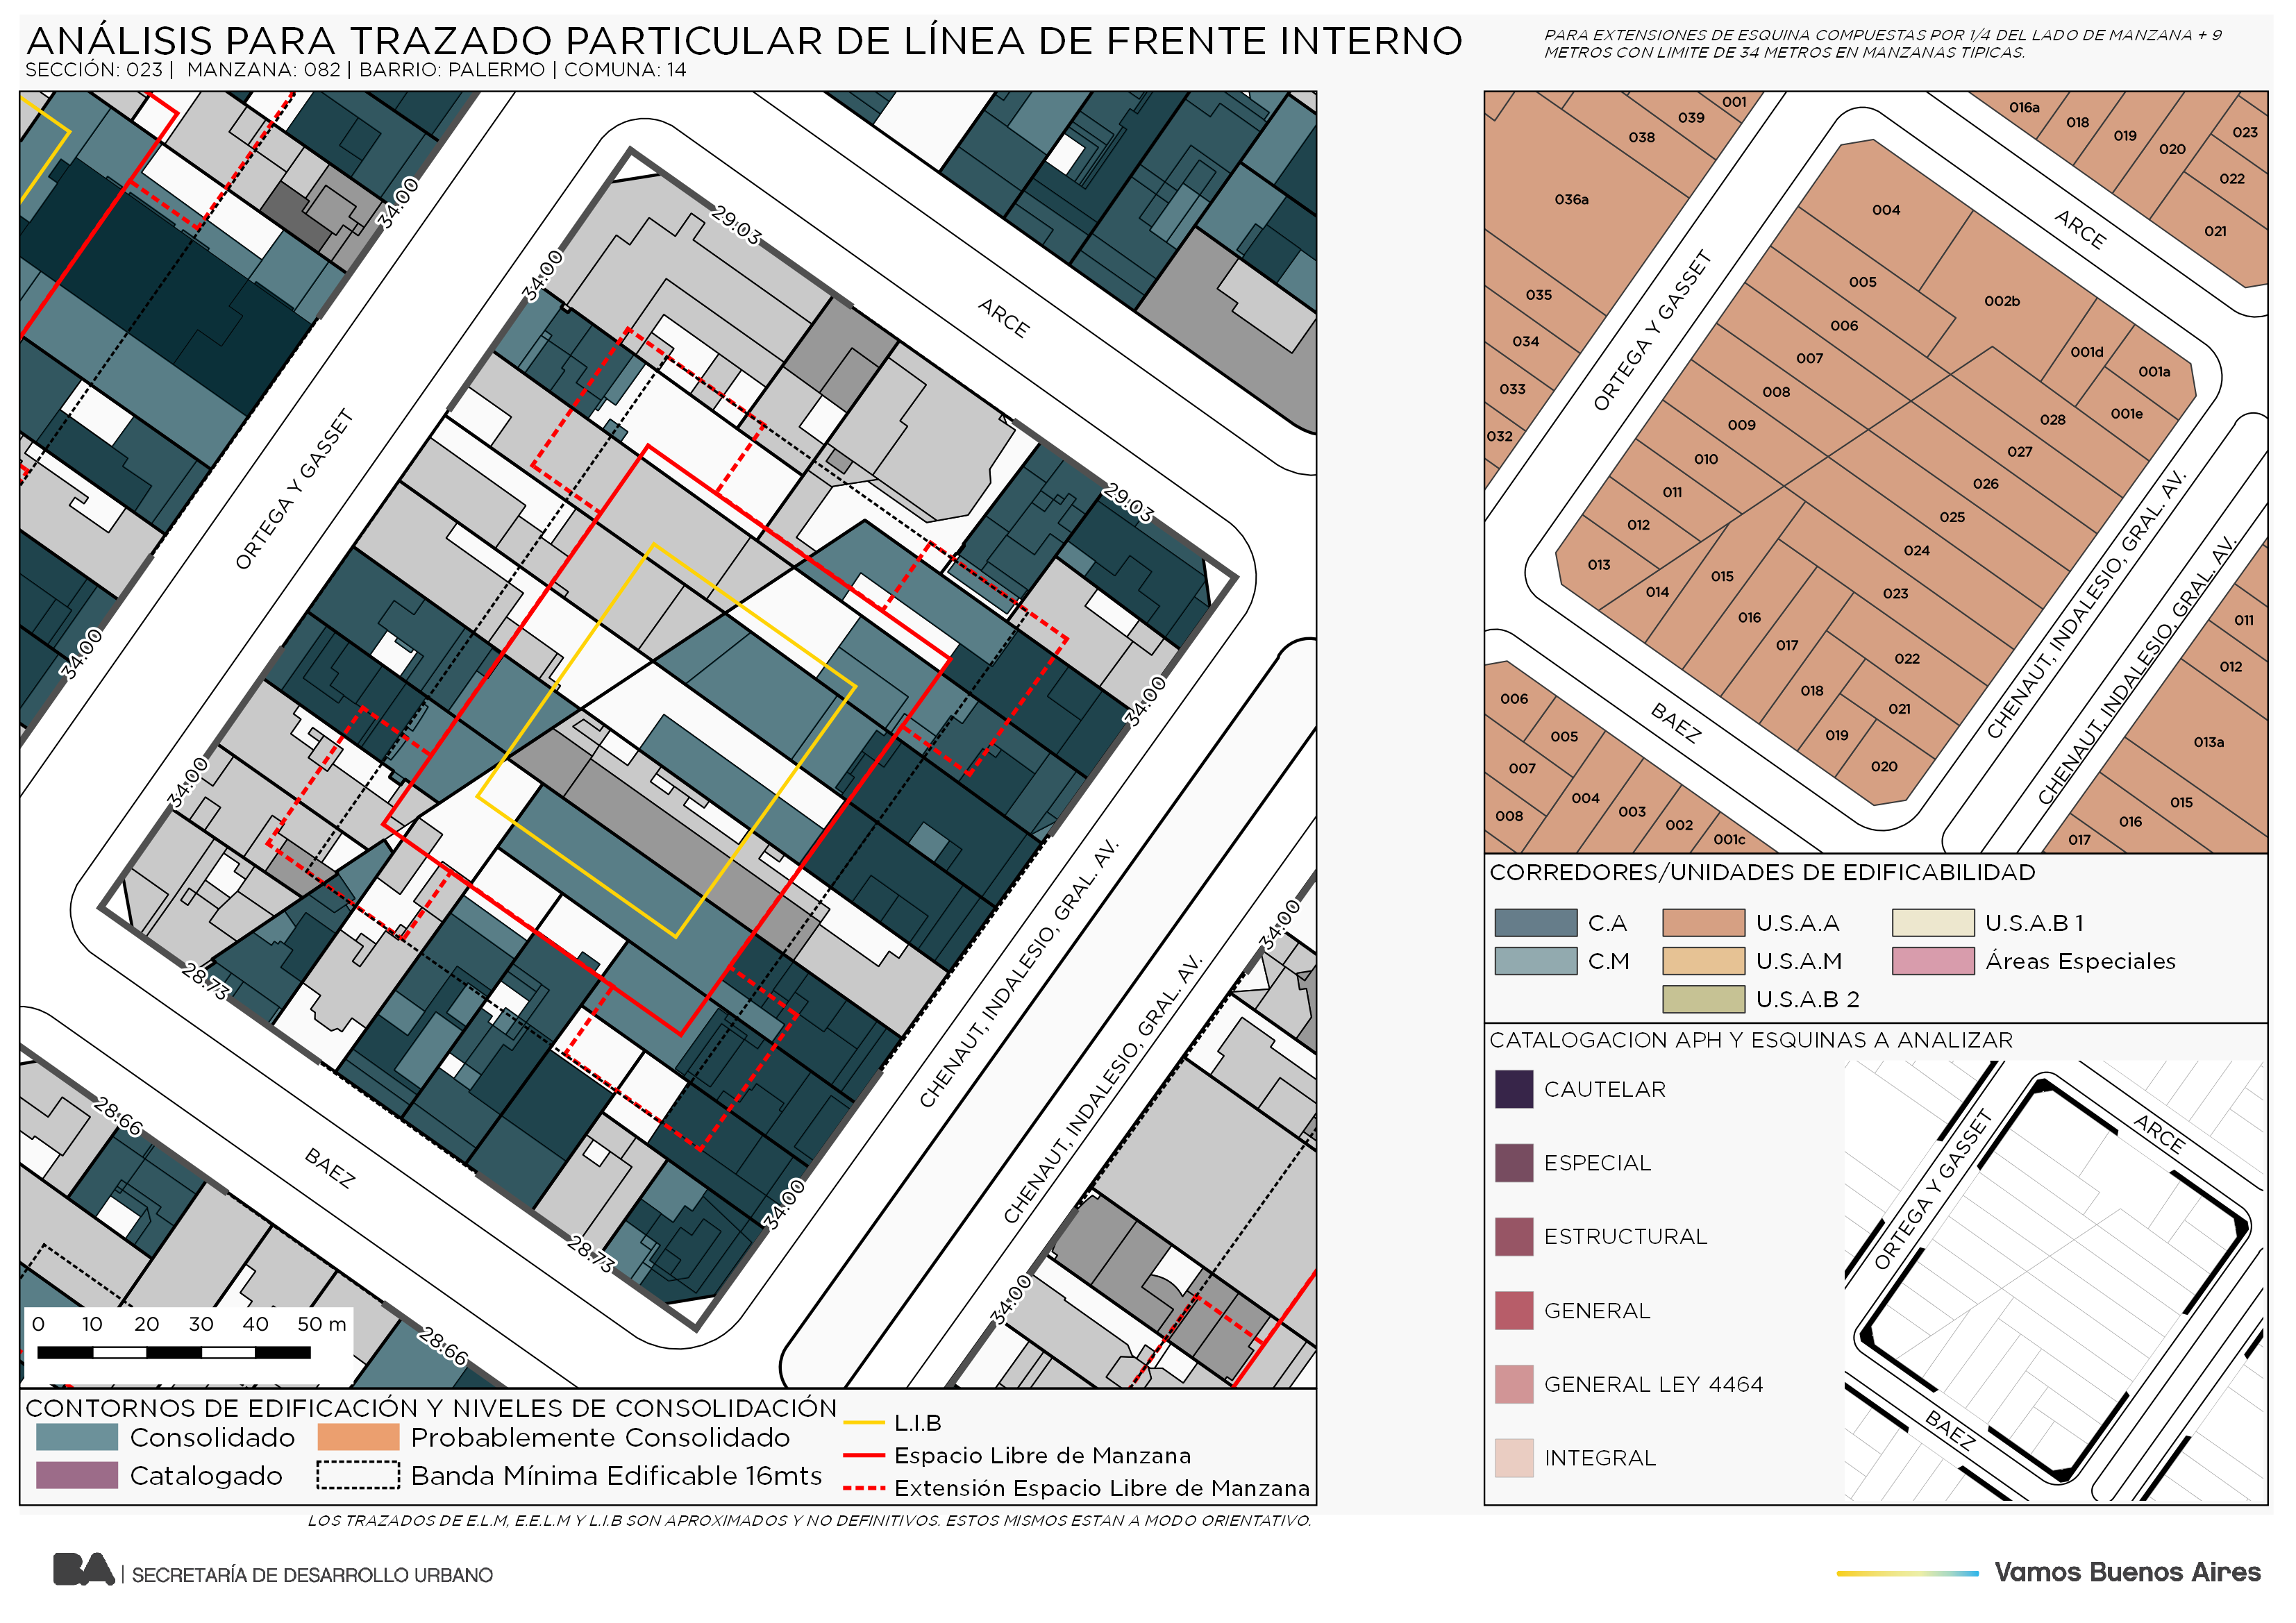 ANÁLISIS PARA TRAZADO PARTICULAR DE LÍNEA DE FRENTE INTERNO
SECCIÓN: 023 | MANZANA: 082 | BARRIO: PALERMO | COMUNA: 14
PARA EXTENSIONES DE ESQUINA COMPUESTAS POR 1/4 DEL LADO DE MANZANA + 9
METROS CON LIMITE DE 34 METROS EN MANZANAS TIPICAS.
34:00
29:03
34:00
ARCE
ORTEGA Y GASSET
29:03
34:00
34:00
34:00
28:73
28:66
BAEZ
28:73
34:00
28:66
CHENAUT, INDALESIO, GRAL. AV.
CHENAUT, INDALESIO, GRAL. AV.
34:00
34:00
0 10 20 30 40 50 m
CONTORNOS DE EDIFICACIÓN Y NIVELES DE CONSOLIDACIÓN
Consolidado
Probablemente Consolidado
Catalogado
Banda Mínima Edificable 16mts
L.I.B
Espacio Libre de Manzana
Extensión Espacio Libre de Manzana
LOS TRAZADOS DE E.L.M, E.E.L.M Y L.I.B SON APROXIMADOS Y NO DEFINITIVOS. ESTOS MISMOS ESTAN A MODO ORIENTATIVO.
001
039
038
036a
035
034
033
032
016a
018
019
020
023
022
021
ARCE
ORTEGA Y GASSET
004
005
002b
006
007
001d
001a
008
001e
009
028
010
027
011
026
012
025
013
024
014
015
023
016
017
022
018
021
019
020
BAEZ
CHENAUT, INDALESIO, GRAL. AV.
CHENAUT, INDALESIO, GRAL. AV.
006
005
007
004
008
003
002
001c
011
012
013a
015
016
017
CORREDORES/UNIDADES DE EDIFICABILIDAD
C.A
U.S.A.A
U.S.A.B 1
C.M
U.S.A.M
Áreas Especiales
U.S.A.B 2
CATALOGACION APH Y ESQUINAS A ANALIZAR
CAUTELAR
ESPECIAL
ESTRUCTURAL
GENERAL
GENERAL LEY 4464
INTEGRAL
ARCE
ORTEGA Y GASSET
BAEZ
BA | SECRETARÍA DE DESARROLLO URBANO
Vamos Buenos Aires